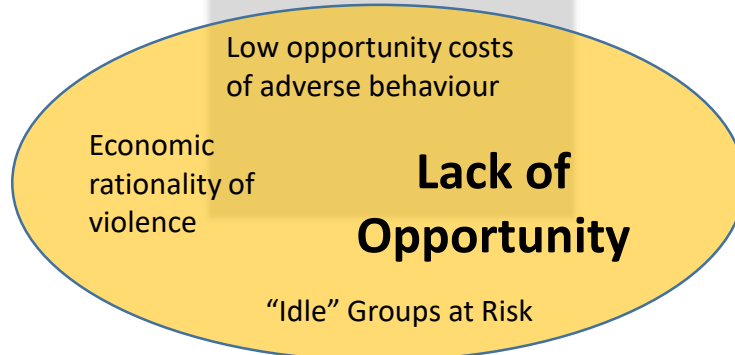 Low opportunity costs
of adverse behaviour
Economic
rationality of
violence
Lack of
Opportunity
“Idle” Groups at Risk